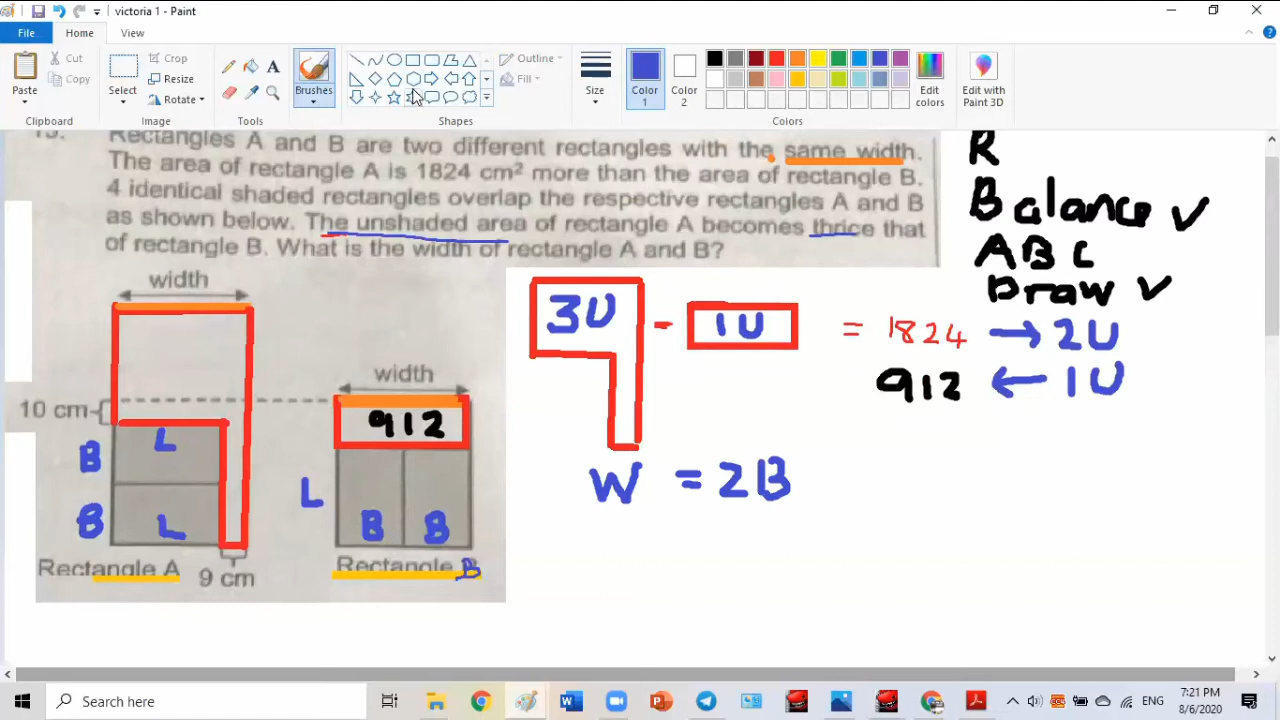 victoria 1 - Paint
File Home View
Paste Cut Copy
Clipboard
Select Crop Resize Rotate
Image
Tools
Brushes
Outline
Fill
Shapes
Size
Color 1
Color 2
Edit colors
Edit with Paint 3D
Colors
Rectangles A and B are two different rectangles with the same width.
The area of rectangle A is 1824 cm² more than the area of rectangle B.
4 identical shaded rectangles overlap the respective rectangles A and B
as shown below. The unshaded area of rectangle A becomes thrice that
of rectangle B. What is the width of rectangle A and B?
R
Balance ✓
ABC
Draw ✓
width
10 cm
B L
B L
Rectangle A
9 cm
width
912
L
B B
Rectangle B
3U - 1U = 1824 → 2U
912 ← 1U
W = 2B
Search here
ENG
7:21 PM
8/6/2020